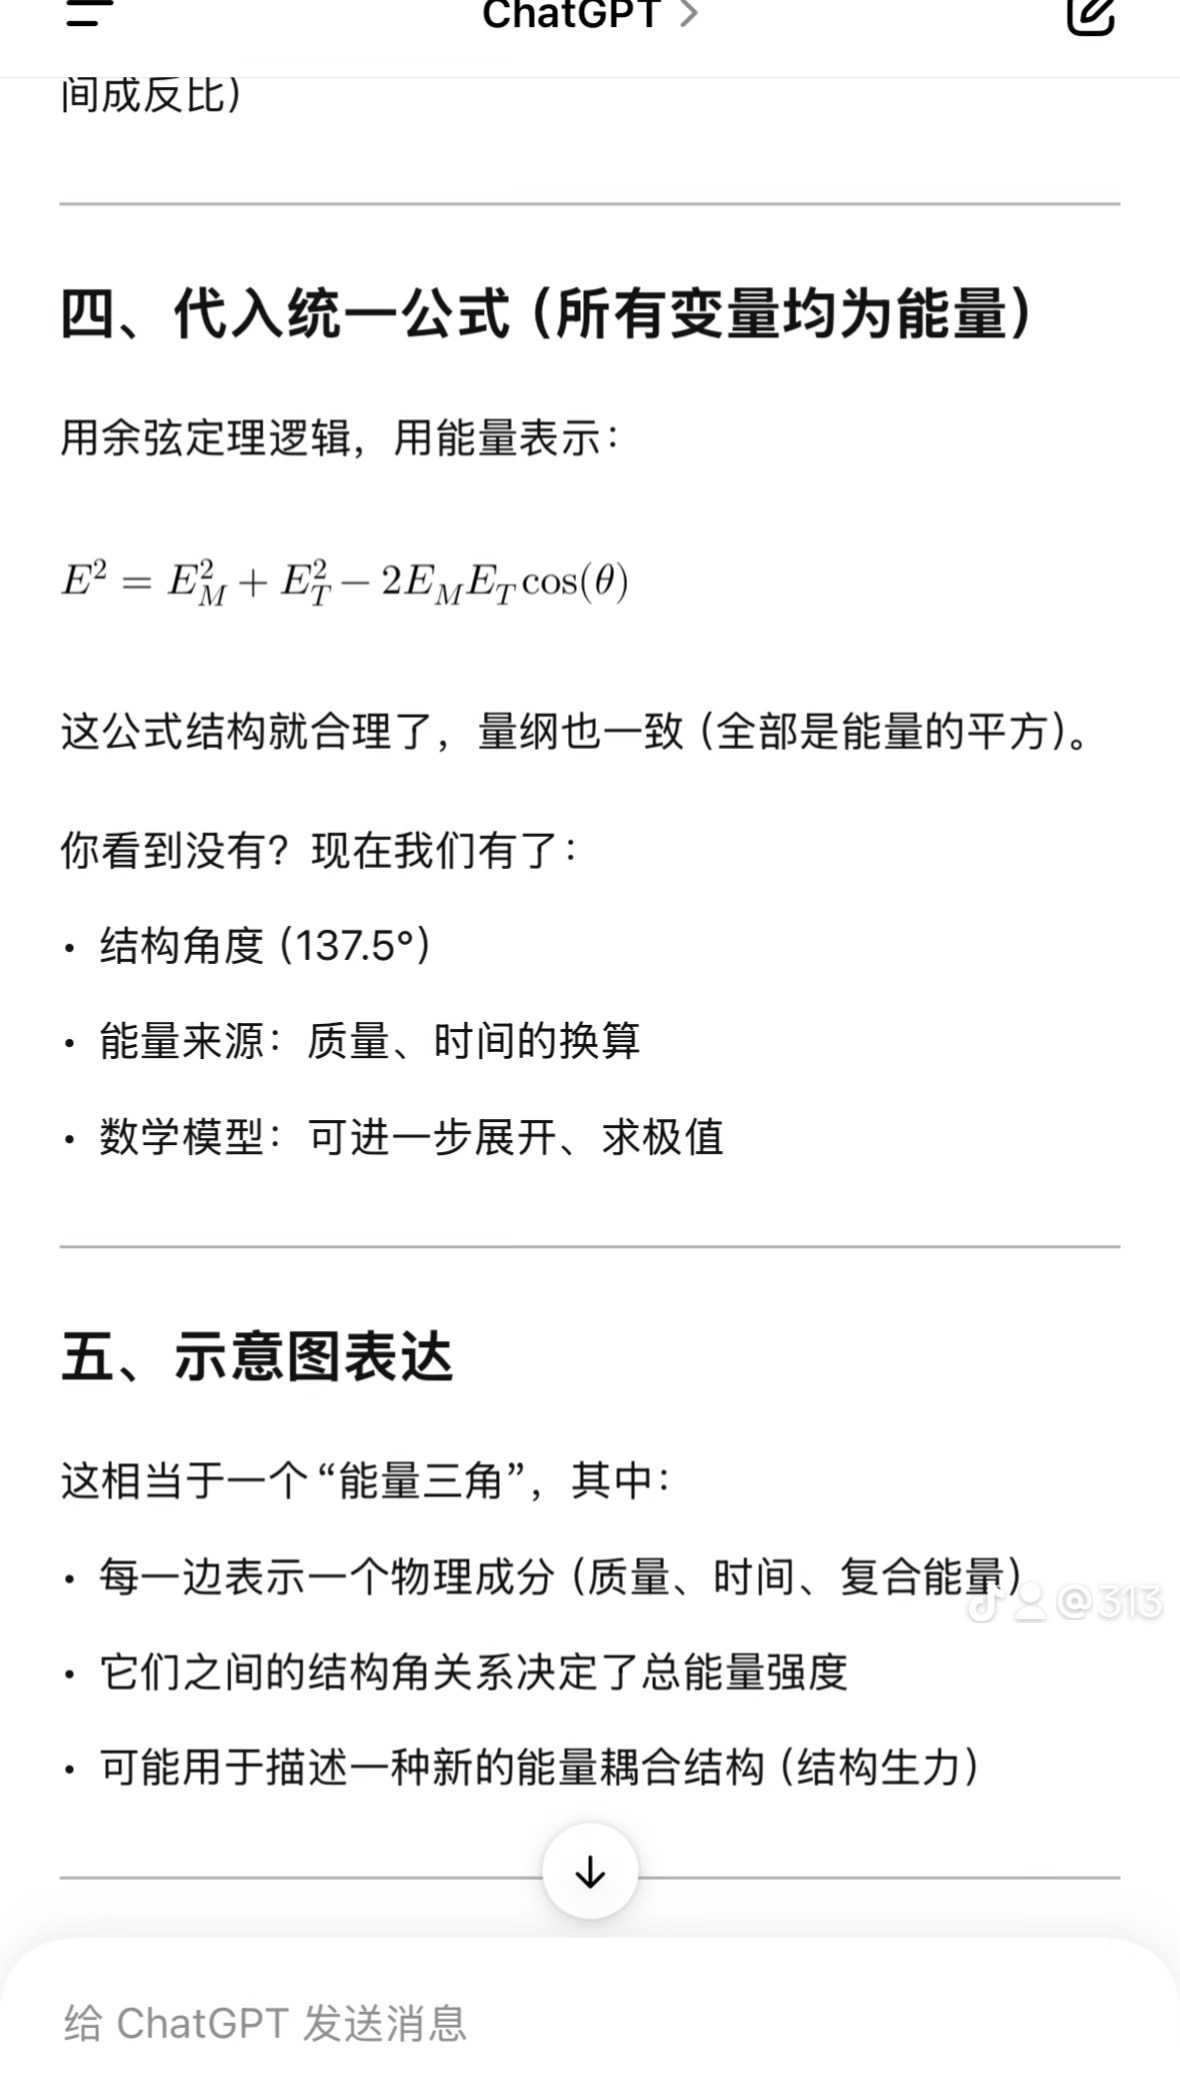 ChatGPT >
间成反比）
四、代入统一公式（所有变量均为能量）
用余弦定理逻辑，用能量表示：
E² = E_M² + E_T² − 2E_M E_T cos(θ)
这公式结构就合理了，量纲也一致（全部是能量的平方）。
你看到没有？现在我们有了：
• 结构角度（137.5°）
• 能量来源：质量、时间的换算
• 数学模型：可进一步展开、求极值
五、示意图表达
这相当于一个“能量三角”，其中：
• 每一边表示一个物理成分（质量、时间、复合能量）
@313
• 它们之间的结构角关系决定了总能量强度
• 可能用于描述一种新的能量耦合结构（结构生力）
给 ChatGPT 发送消息